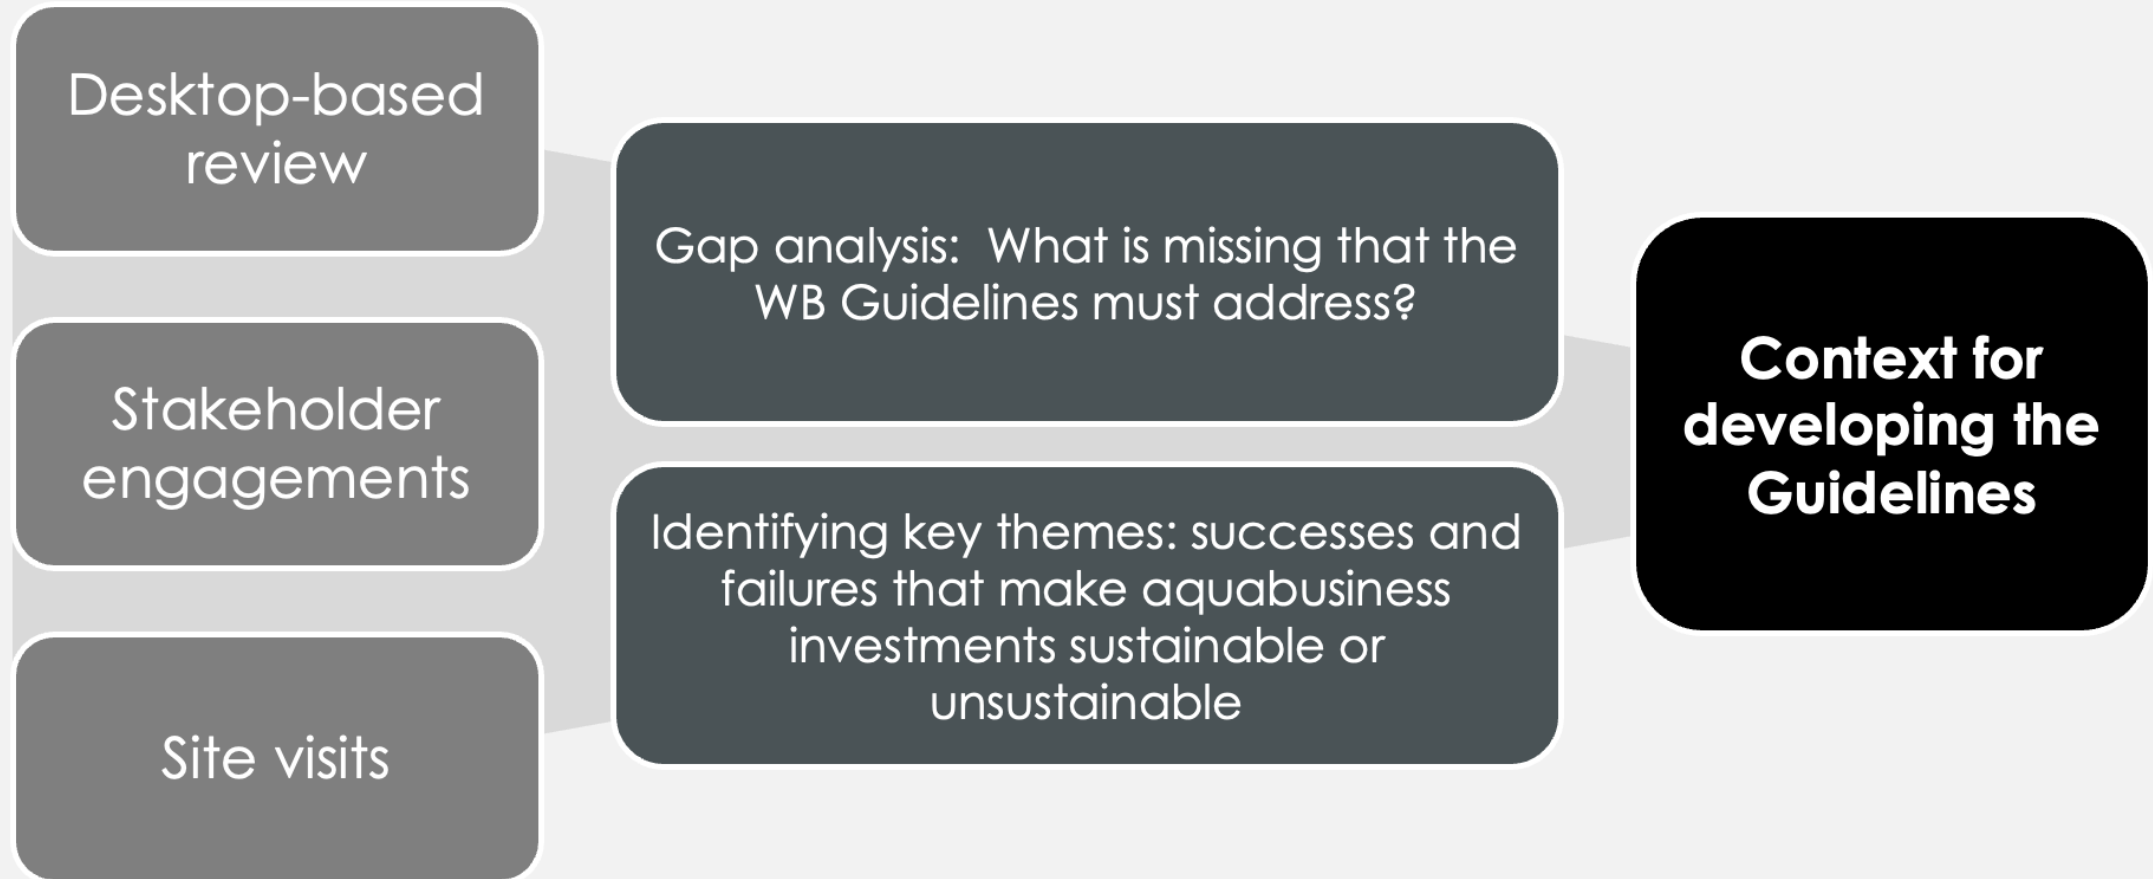 Desktop-based
review
Stakeholder
engagements
Site visits
Gap analysis:  What is missing that the
WB Guidelines must address?
Identifying key themes: successes and
failures that make aquabusiness
investments sustainable or
unsustainable
Context for
developing the
Guidelines